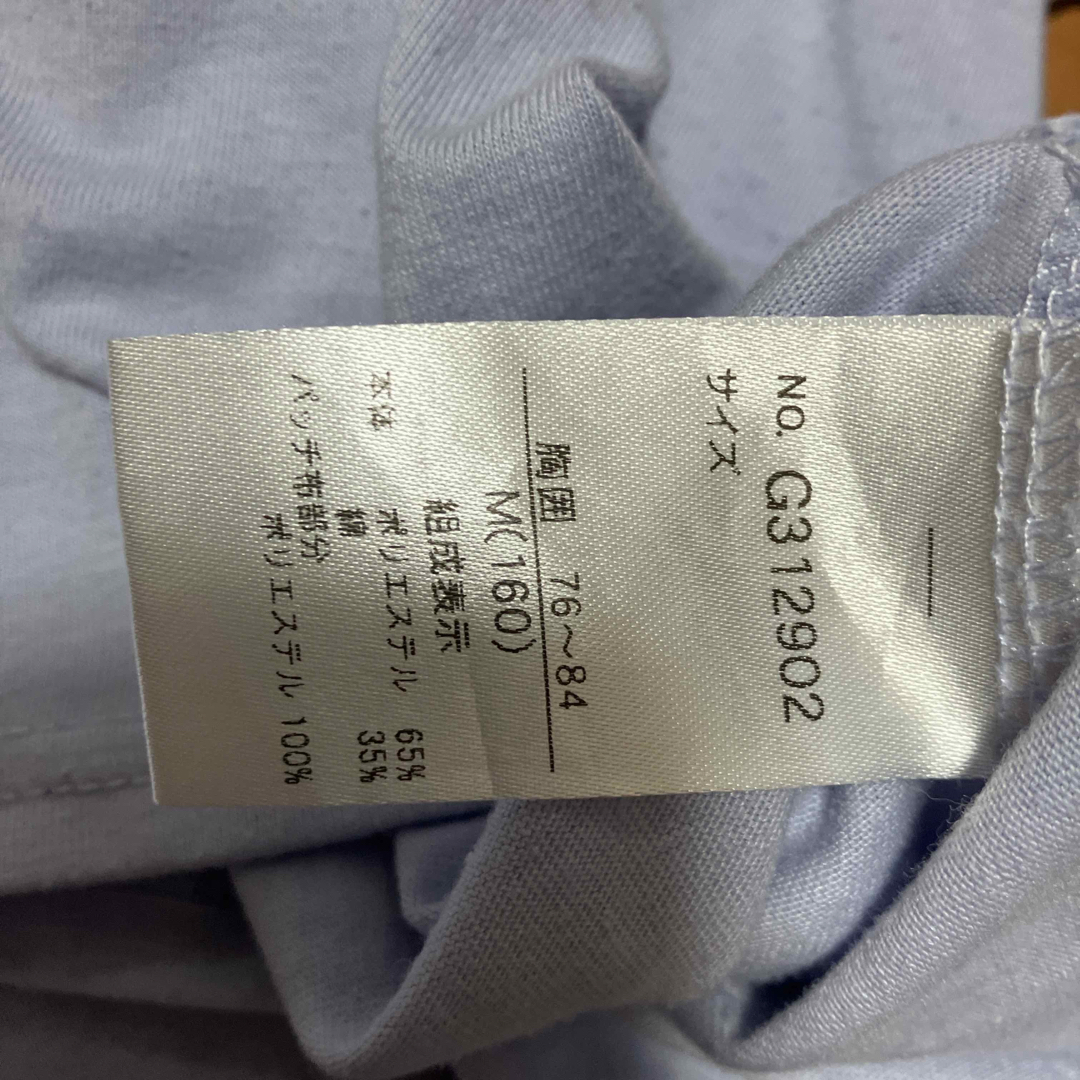 No. G312902
サイズ
胸囲 76～84
M(160)
組成表示
本体 ポリエステル 65%
綿 35%
パッチ布部分
ポリエステル 100%